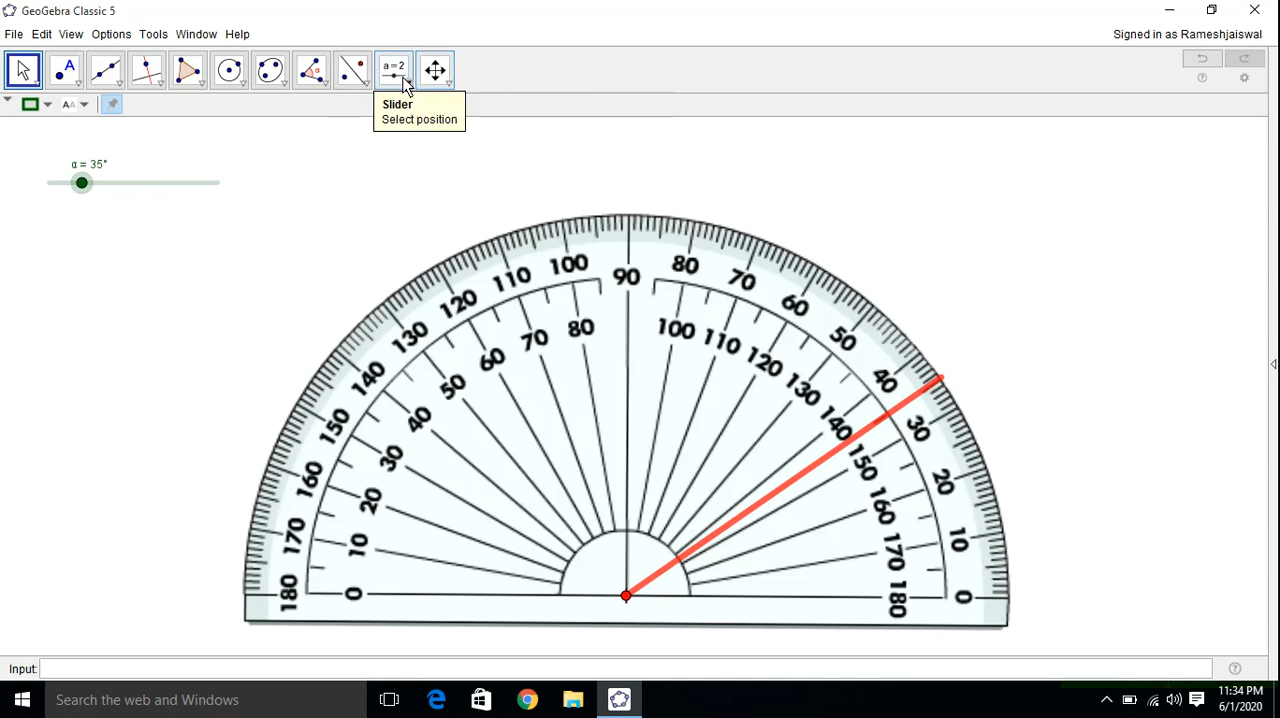 GeoGebra Classic 5
File Edit View Options Tools Window Help
Signed in as Rameshjaiswal
A
α
a = 2
AA
Slider
Select position
α = 35°
180 170 160 150 140 130 120 110 100 90 80 70 60 50 40 30 20 10 0
0 10 20 30 40 50 60 70 80 100 110 120 130 140 150 160 170 180
Input:
Search the web and Windows
11:34 PM
6/1/2020